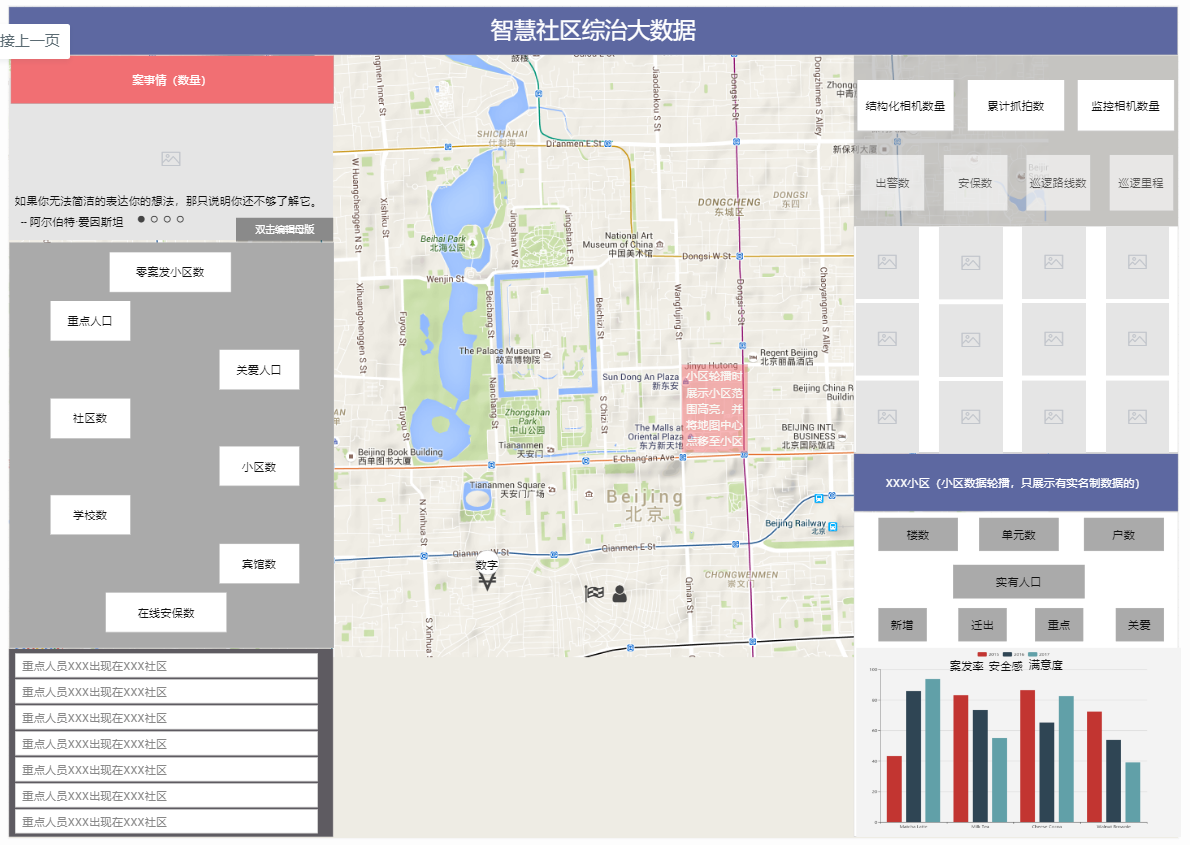 智慧社区综治大数据
接上一页
案事情（数量）
如果你无法简洁的表达你的想法，那只说明你还不够了解它。
-- 阿尔伯特·爱因斯坦
双击编辑母版
零案发小区数
重点人口
关爱人口
社区数
小区数
学校数
宾馆数
在线安保数
重点人员XXX出现在XXX社区
重点人员XXX出现在XXX社区
重点人员XXX出现在XXX社区
重点人员XXX出现在XXX社区
重点人员XXX出现在XXX社区
重点人员XXX出现在XXX社区
重点人员XXX出现在XXX社区
鼓楼
gmen Inner St
Jiaodaokou S St
Dongsi N St
Dongzhimen S Ally
SHICHAHAI
什刹海
Di'anmen E St
W Huangchenggen N St
Xishiku St
Jingshan W St
Jingshan E St
DONGSI
东四
DONGCHENG
东城区
Beihai Park
北海公园
National Art
Museum of China
中国美术馆
Dongsi W St
Wenjin St
Xihuangchenggen S St
Fuyou St
Beichang St
Beichizi St
Wangfujing St
Dongsi S St
Chaoyangmen S Ally
The Palace Museum
故宫博物院
Jinyu Hutong
Regent Beijing
北京丽晶酒店
Sun Dong An Plaza
新东安
小区轮播时
展示小区范
围高亮，并
将地图中心
点移至小区
Beijing China R
Buildin
Nanchang St
Zhongshan
Park
中山公园
S Chizi St
Fuyou St
The Malls at
Oriental Plaza
东方新天地
BEIJING INTL
BUSINESS
北京国际饭店
Tiananmen
天安门
Beijing Book Building
西单图书大厦
E Chang'an Ave
Tiananmen Square
天安门广场
Beijing
北京
N Xinhua St
Beijing Railway
北京
Qianmen W St
Qianmen E St
数字
CHONGWENMEN
崇文门
Qinian St
S Xinhua
新保利大厦
结构化相机数量
累计抓拍数
监控相机数量
出警数
安保数
巡逻路线数
巡逻里程
XXX小区（小区数据轮播，只展示有实名制数据的）
楼数
单元数
户数
实有人口
新增
迁出
重点
关爱
2015 2016 2017
案发率 安全感 满意度
100
80
60
40
20
0
Matcha Latte
Milk Tea
Cheese Cocoa
Walnut Brownie